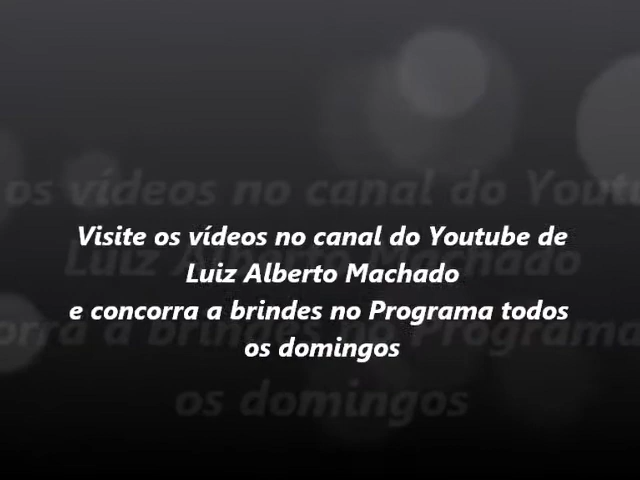 Visite os vídeos no canal do Youtube de
Luiz Alberto Machado
e concorra a brindes no Programa todos
os domingos